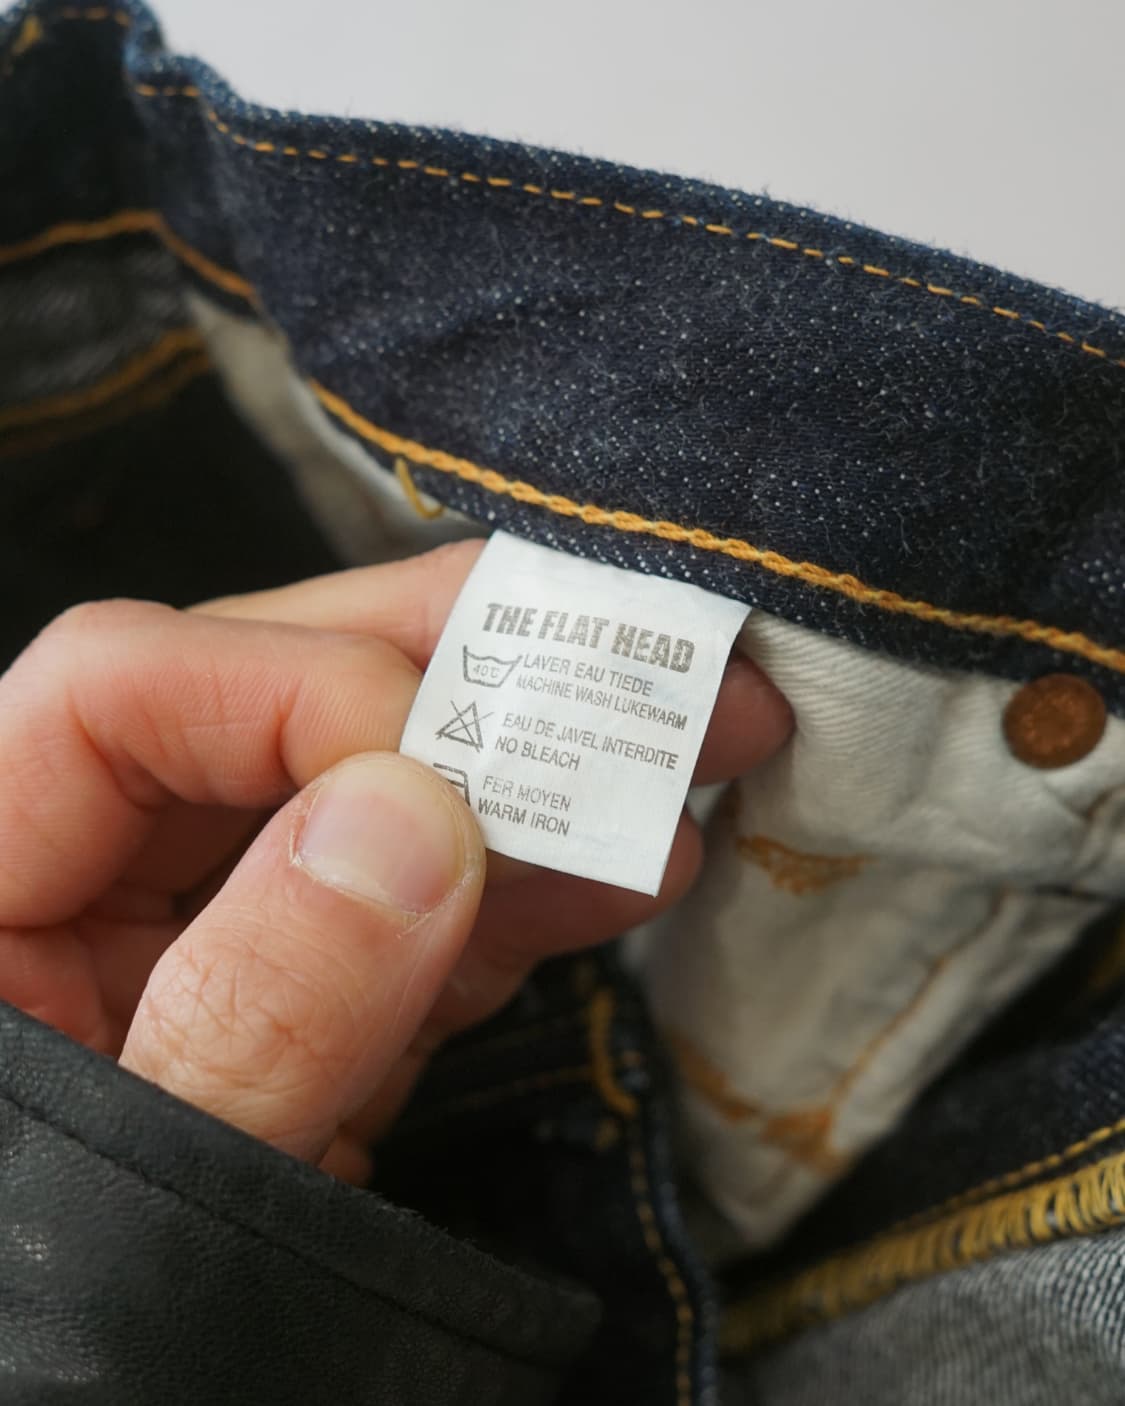 THE FLAT HEAD
40℃ LAVER EAU TIEDE
MACHINE WASH LUKEWARM
EAU DE JAVEL INTERDITE
NO BLEACH
FER MOYEN
WARM IRON